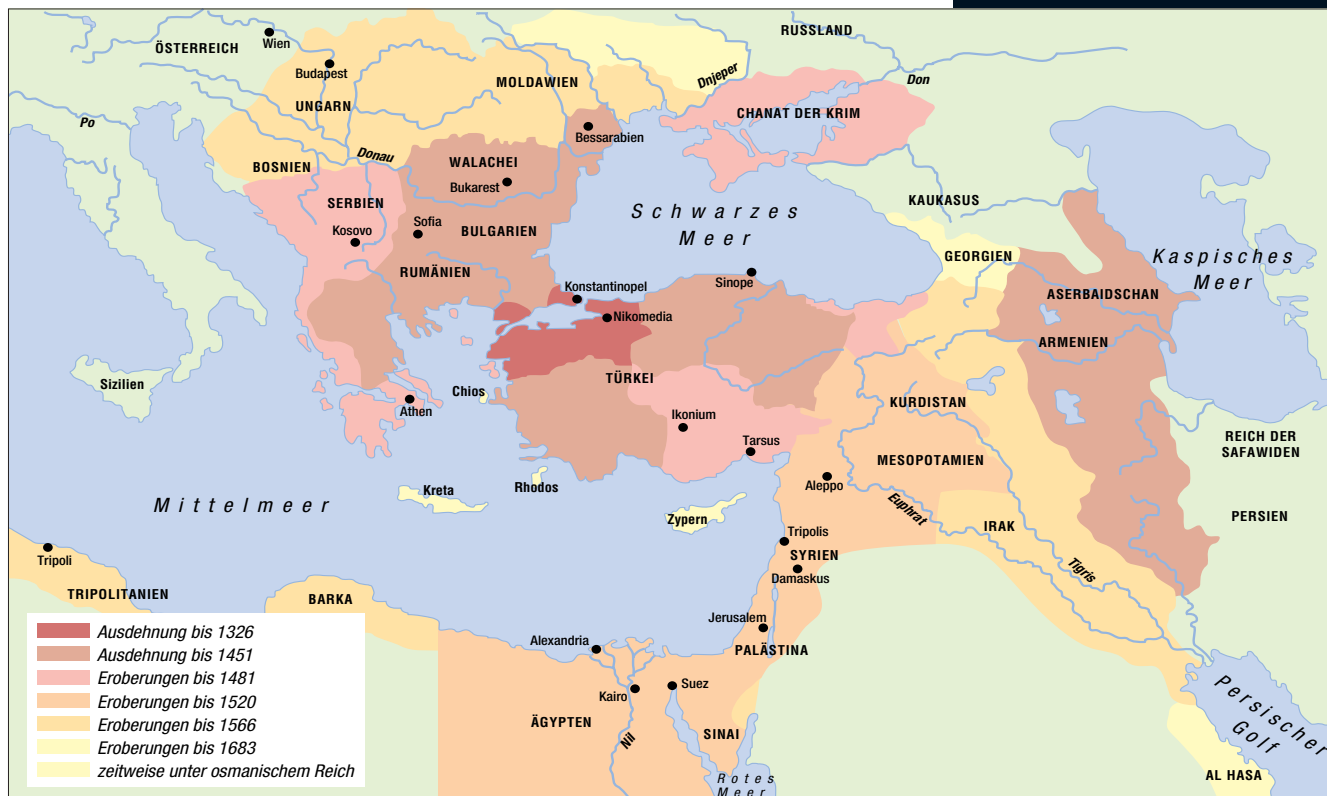 RUSSLAND
ÖSTERREICH
Wien
Budapest
MOLDAWIEN
Dnjeper
Don
UNGARN
CHANAT DER KRIM
Po
Bessarabien
BOSNIEN
Donau
WALACHEI
Bukarest
KAUKASUS
SERBIEN
Schwarzes
Meer
Sofia
Kosovo
BULGARIEN
GEORGIEN
Kaspisches
Meer
RUMÄNIEN
Sinope
Konstantinopel
ASERBAIDSCHAN
Nikomedia
ARMENIEN
Sizilien
TÜRKEI
Chios
KURDISTAN
Athen
Ikonium
REICH DER
SAFAWIDEN
Tarsus
MESOPOTAMIEN
Aleppo
Kreta
Rhodos
Mittelmeer
Zypern
Euphrat
IRAK
PERSIEN
Tripolis
Tripoli
SYRIEN
Damaskus
Tigris
TRIPOLITANIEN
BARKA
Jerusalem
Alexandria
PALÄSTINA
Kairo
Suez
ÄGYPTEN
Nil
SINAI
Persischer
Golf
Rotes
Meer
AL HASA
Ausdehnung bis 1326
Ausdehnung bis 1451
Eroberungen bis 1481
Eroberungen bis 1520
Eroberungen bis 1566
Eroberungen bis 1683
zeitweise unter osmanischem Reich